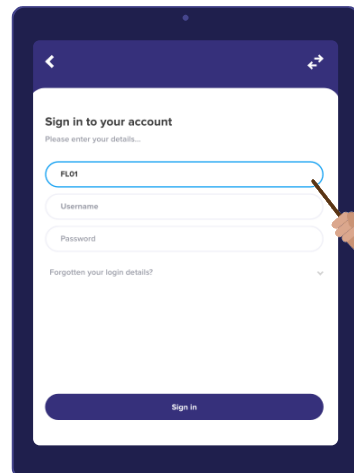 Sign in to your account
Please enter your details...
FL01
Username
Password
Forgotten your login details?
Sign in